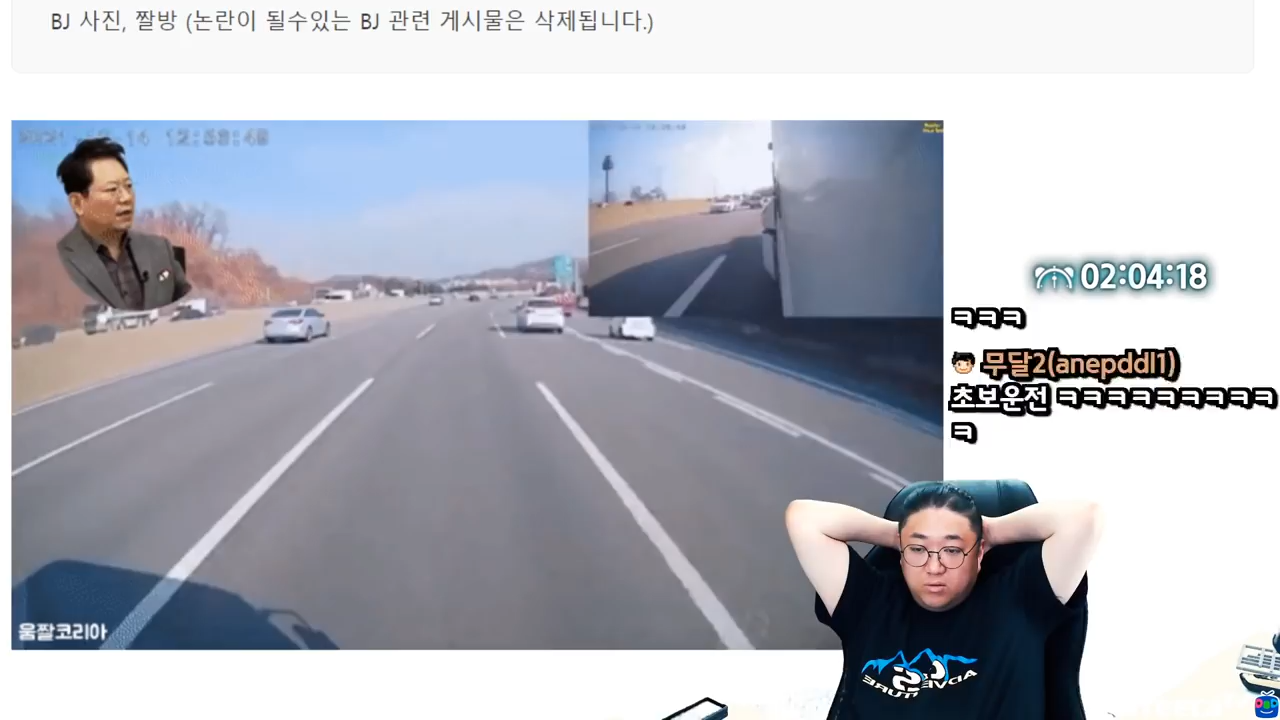 BJ 사진, 짤방 (논란이 될수있는 BJ 관련 게시물은 삭제됩니다.)
02:04:18
ㅋㅋㅋ
무달2(anepddl1)
초보운전 ㅋㅋㅋㅋㅋㅋㅋㅋㅋ
ㅋ
움짤코리아